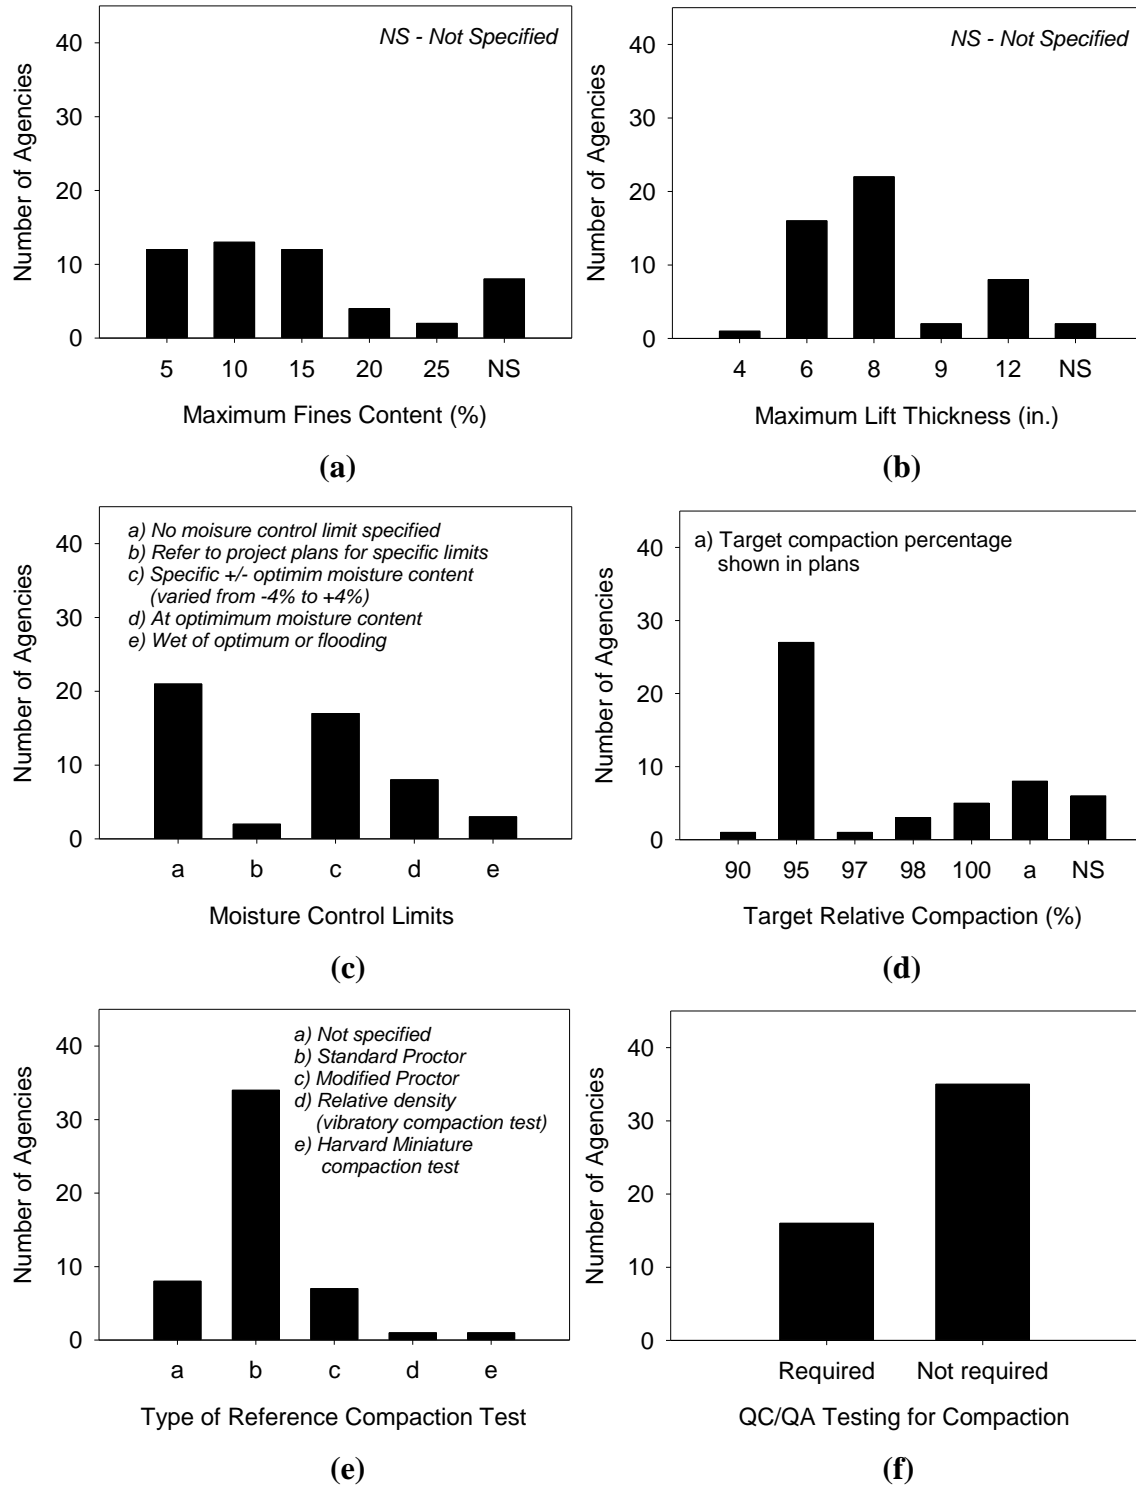 NS - Not Specified
Number of Agencies
40
30
20
10
0
5 10 15 20 25 NS
Maximum Fines Content (%)
(a)
NS - Not Specified
Number of Agencies
40
30
20
10
0
4 6 8 9 12 NS
Maximum Lift Thickness (in.)
(b)
a) No moisure control limit specified
b) Refer to project plans for specific limits
c) Specific +/- optimim moisture content
(varied from -4% to +4%)
d) At optimimum moisture content
e) Wet of optimum or flooding
Number of Agencies
40
30
20
10
0
a b c d e
Moisture Control Limits
(c)
a) Target compaction percentage
shown in plans
Number of Agencies
40
30
20
10
0
90 95 97 98 100 a NS
Target Relative Compaction (%)
(d)
a) Not specified
b) Standard Proctor
c) Modified Proctor
d) Relative density
(vibratory compaction test)
e) Harvard Miniature
compaction test
Number of Agencies
40
30
20
10
0
a b c d e
Type of Reference Compaction Test
(e)
Number of Agencies
40
30
20
10
0
Required Not required
QC/QA Testing for Compaction
(f)